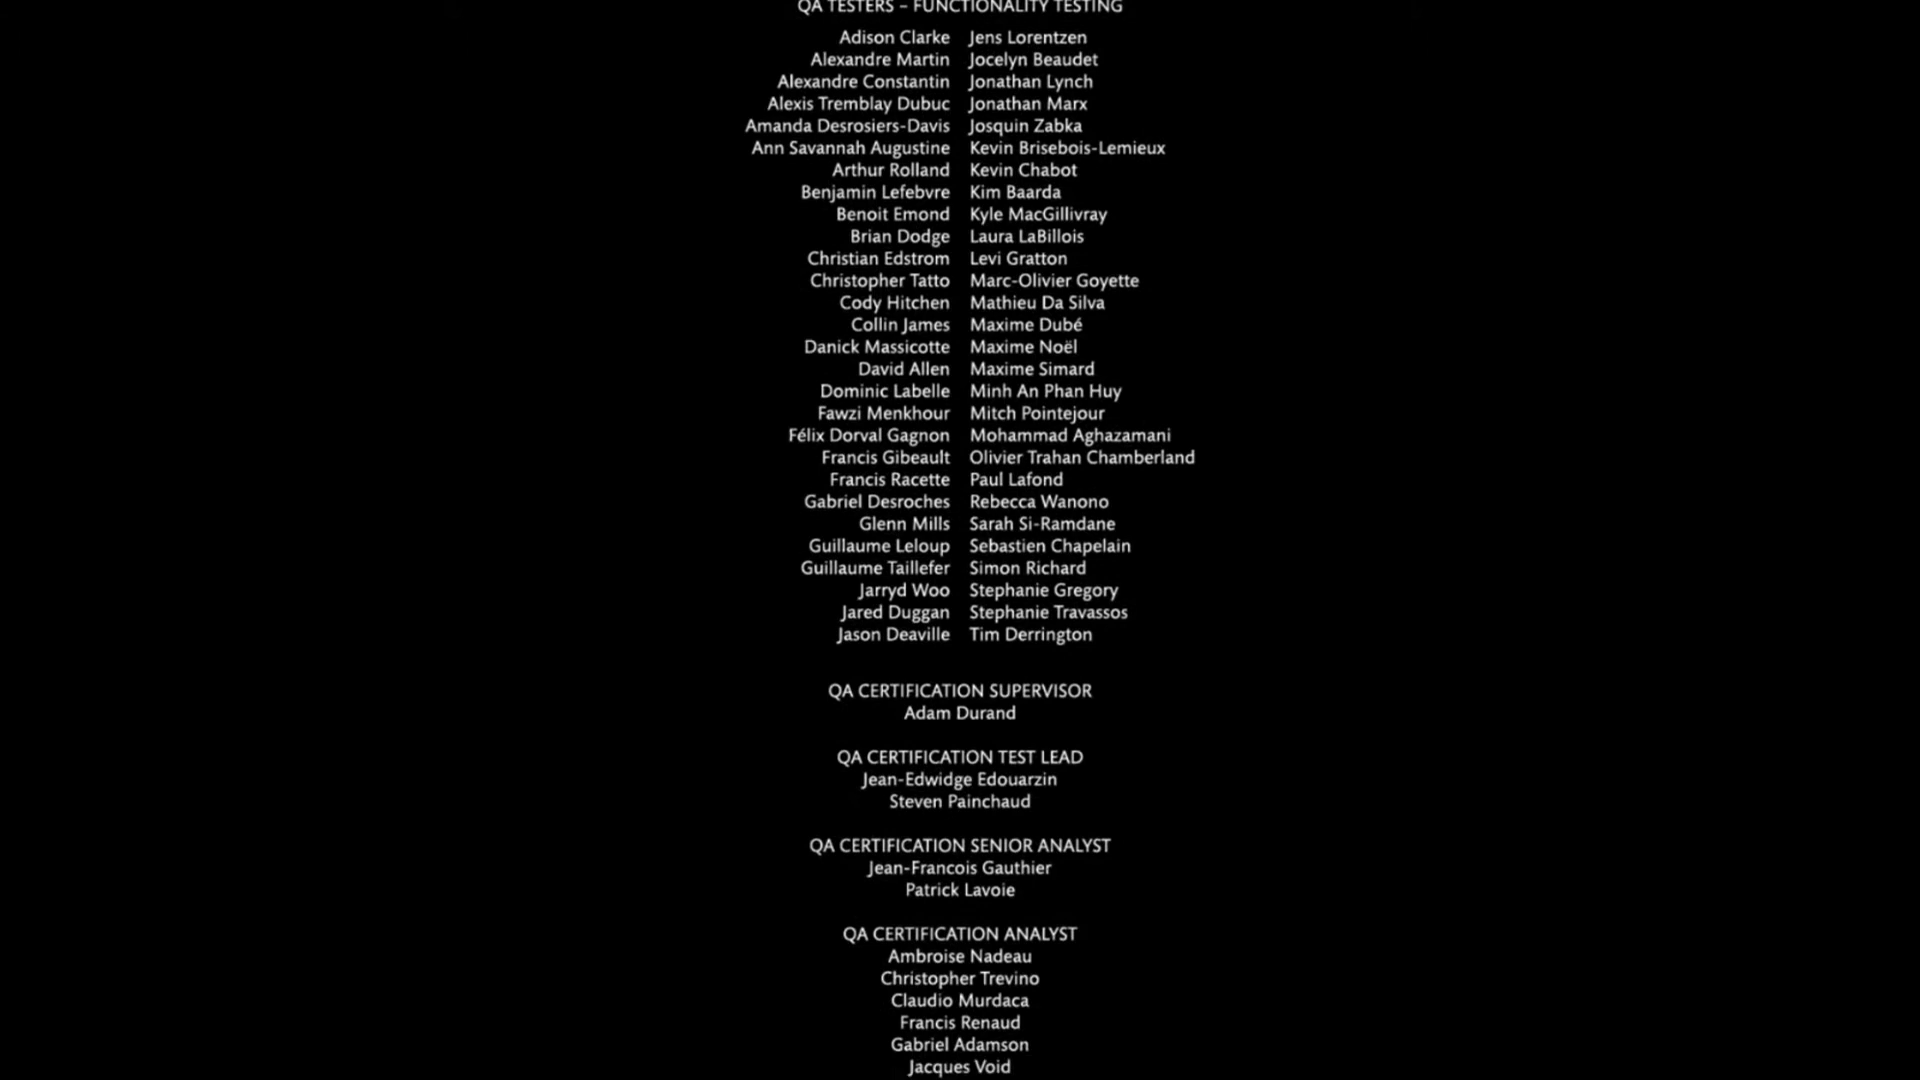 QA TESTERS – FUNCTIONALITY TESTING
Adison Clarke Jens Lorentzen
Alexandre Martin Jocelyn Beaudet
Alexandre Constantin Jonathan Lynch
Alexis Tremblay Dubuc Jonathan Marx
Amanda Desrosiers-Davis Josquin Zabka
Ann Savannah Augustine Kevin Brisebois-Lemieux
Arthur Rolland Kevin Chabot
Benjamin Lefebvre Kim Baarda
Benoit Emond Kyle MacGillivray
Brian Dodge Laura LaBillois
Christian Edstrom Levi Gratton
Christopher Tatto Marc-Olivier Goyette
Cody Hitchen Mathieu Da Silva
Collin James Maxime Dubé
Danick Massicotte Maxime Noël
David Allen Maxime Simard
Dominic Labelle Minh An Phan Huy
Fawzi Menkhour Mitch Pointejour
Félix Dorval Gagnon Mohammad Aghazamani
Francis Gibeault Olivier Trahan Chamberland
Francis Racette Paul Lafond
Gabriel Desroches Rebecca Wanono
Glenn Mills Sarah Si-Ramdane
Guillaume Leloup Sebastien Chapelain
Guillaume Taillefer Simon Richard
Jarryd Woo Stephanie Gregory
Jared Duggan Stephanie Travassos
Jason Deaville Tim Derrington
QA CERTIFICATION SUPERVISOR
Adam Durand
QA CERTIFICATION TEST LEAD
Jean-Edwidge Edouarzin
Steven Painchaud
QA CERTIFICATION SENIOR ANALYST
Jean-Francois Gauthier
Patrick Lavoie
QA CERTIFICATION ANALYST
Ambroise Nadeau
Christopher Trevino
Claudio Murdaca
Francis Renaud
Gabriel Adamson
Jacques Void